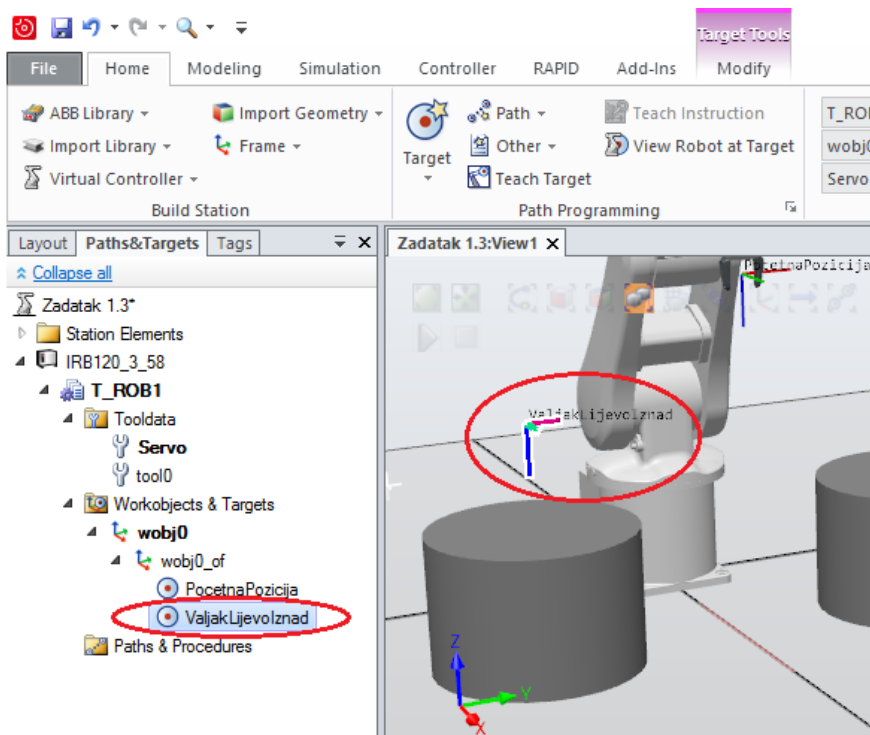 Target Tools
File Home Modeling Simulation Controller RAPID Add-Ins Modify
ABB Library
Import Geometry
Import Library
Frame
Virtual Controller
Build Station
Target
Path
Other
Teach Target
Teach Instruction
View Robot at Target
Path Programming
T_ROB
wobj0
Servo
Layout Paths&Targets Tags
Collapse all
Zadatak 1.3*
Station Elements
IRB120_3_58
T_ROB1
Tooldata
Servo
tool0
Workobjects & Targets
wobj0
wobj0_of
PocetnaPozicija
ValjakLijevoIznad
Paths & Procedures
Zadatak 1.3:View1
PocetnaPozicija
ValjakLijevoIznad
Z
Y
X